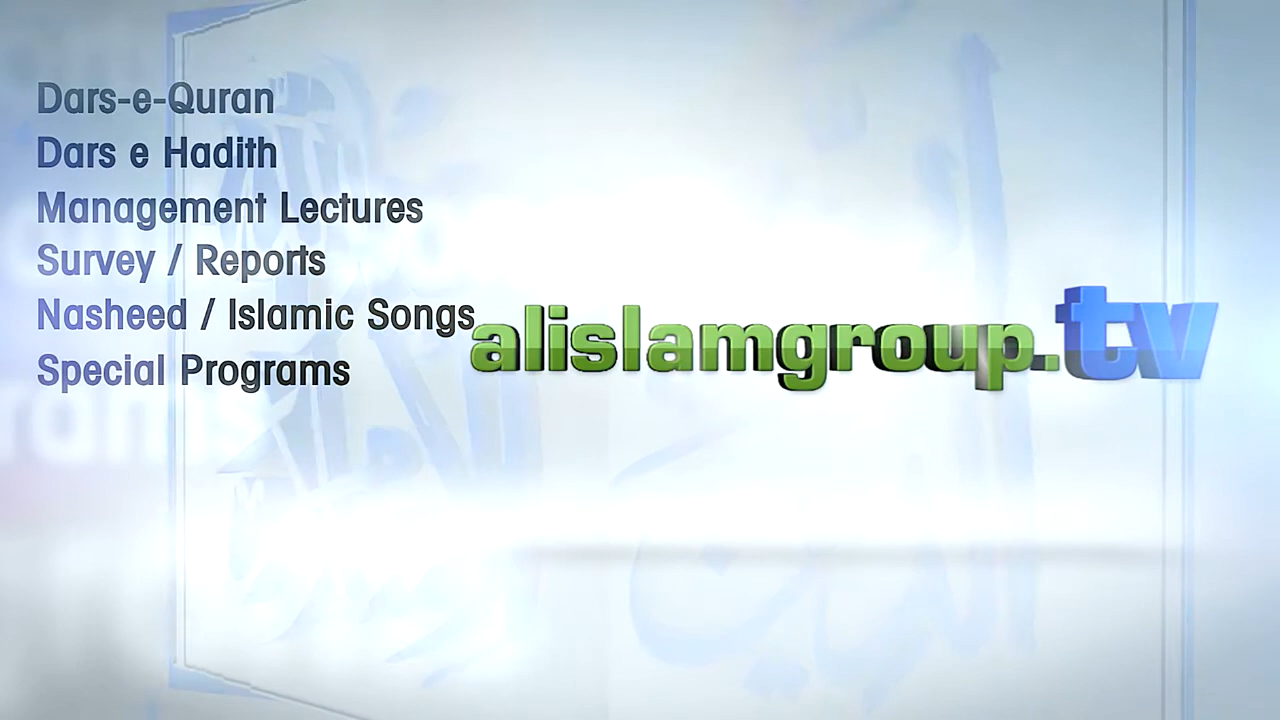 Dars-e-Quran
Dars e Hadith
Management Lectures
Survey / Reports
Nasheed / Islamic Songs
Special Programs
alislamgroup.tv